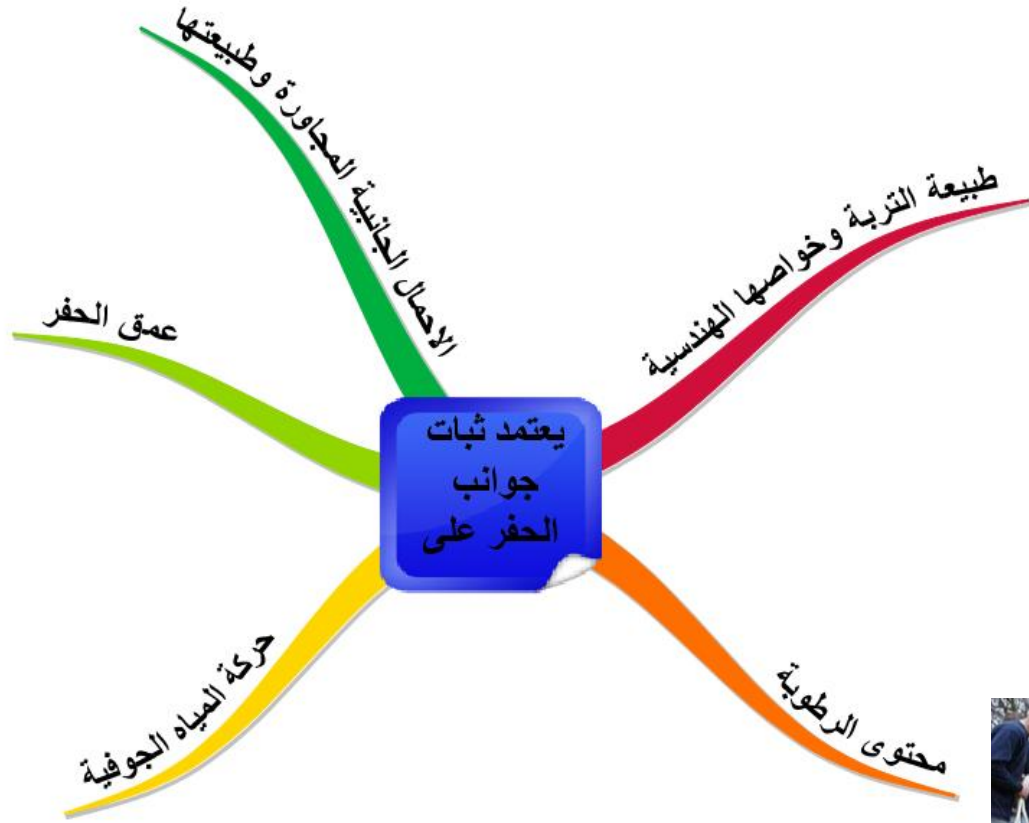 يعتمد ثبات
جوانب
الحفر على
طبيعة التربة وخواصها الهندسية
محتوى الرطوبة
حركة المياه الجوفية
عمق الحفر
الاحمال الجانبية المجاورة وطبيعتها